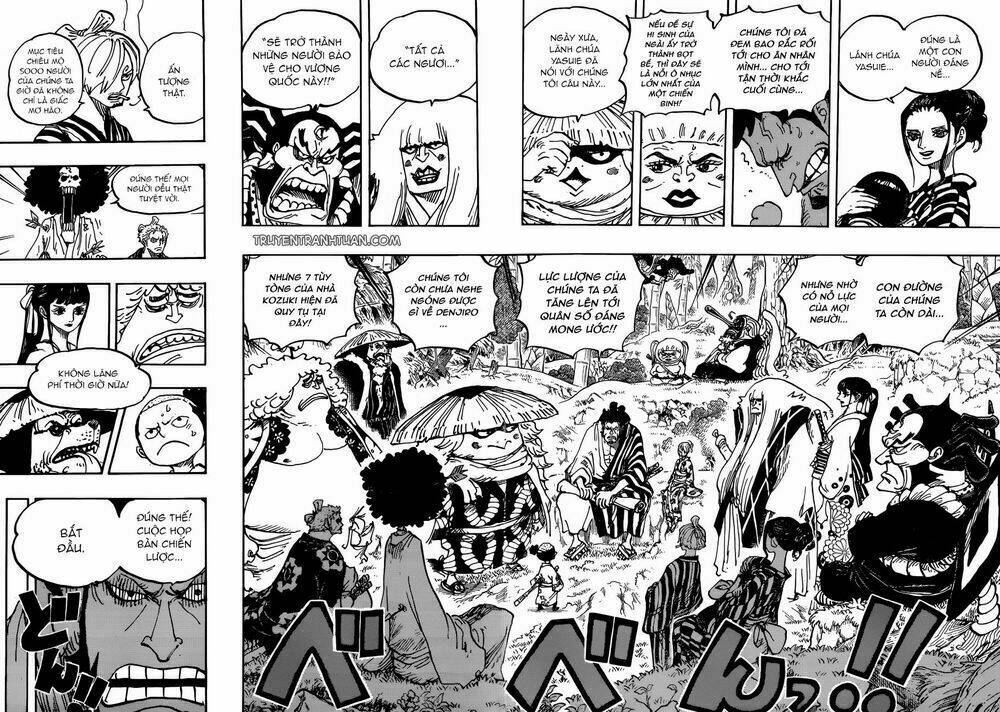 ĐÚNG LÀ
MỘT CON
NGƯỜI ĐÁNG
NỂ...
LÃNH CHÚA
YASUIE...
CHÚNG TÔI ĐÃ
ĐEM BAO RẮC RỐI
TỚI CHO ÂN NHÂN
MÌNH... CHO TỚI
TẬN THỜI KHẮC
CUỐI CÙNG...
NẾU ĐỂ SỰ
HI SINH CỦA
NGÀI ẤY TRỞ
THÀNH BỌT
BỂ, THÌ ĐÂY SẼ
LÀ NỖI Ô NHỤC
LỚN NHẤT CỦA
MỘT CHIẾN
BINH!
NGÀY XƯA,
LÃNH CHÚA
YASUIE ĐÃ
NÓI VỚI CHÚNG
TÔI CÂU NÀY...
"TẤT CẢ
CÁC NGƯƠI..."
"SẼ TRỞ THÀNH
NHỮNG NGƯỜI BẢO
VỆ CHO VƯƠNG
QUỐC NÀY!!"
TRUYENTRANHTUAN.COM
CON ĐƯỜNG
CỦA CHÚNG
TA CÒN DÀI...
NHƯNG NHỜ
CÓ NỖ LỰC
CỦA MỌI
NGƯỜI...
LỰC LƯỢNG CỦA
CHÚNG TA ĐÃ
TĂNG LÊN TỚI
QUÂN SỐ ĐÁNG
MONG ƯỚC!!
CHÚNG TÔI
CÒN CHƯA NGHE
NGÓNG ĐƯỢC
GÌ VỀ DENJIRO
...
NHƯNG 7 TÙY
TÒNG CỦA NHÀ
KOZUKI HIỆN ĐÃ
QUY TỤ TẠI
ĐÂY!
べべんっ!!
ẤN
TƯỢNG
THẬT.
MỤC TIÊU
CHIÊU MỘ
5000 NGƯỜI
CỦA CHÚNG TA
GIỜ ĐÃ KHÔNG
CHỈ LÀ GIẤC
MƠ HÃO.
ĐÚNG THẾ! MỌI
NGƯỜI ĐỀU THẬT
TUYỆT VỜI.
KHÔNG LÃNG
PHÍ THỜI GIỜ NỮA!
ĐÚNG THẾ!
CUỘC HỌP
BÀN CHIẾN
LƯỢC...
BẮT
ĐẦU.
どどん